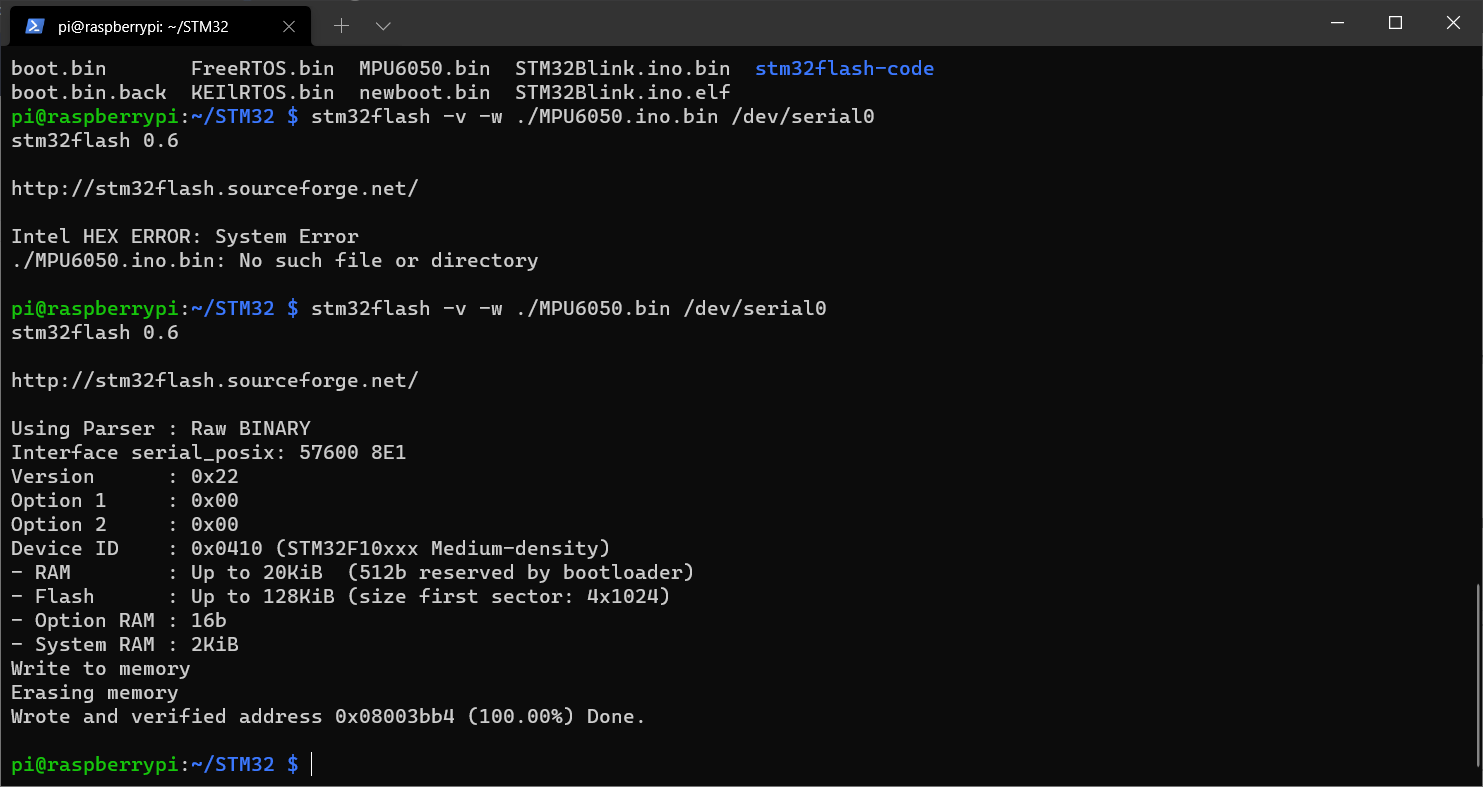 pi@raspberrypi: ~/STM32
boot.bin       FreeRTOS.bin  MPU6050.bin  STM32Blink.ino.bin  stm32flash-code
boot.bin.back  KEIlRTOS.bin  newboot.bin  STM32Blink.ino.elf
pi@raspberrypi:~/STM32 $ stm32flash -v -w ./MPU6050.ino.bin /dev/serial0
stm32flash 0.6
http://stm32flash.sourceforge.net/
Intel HEX ERROR: System Error
./MPU6050.ino.bin: No such file or directory
pi@raspberrypi:~/STM32 $ stm32flash -v -w ./MPU6050.bin /dev/serial0
stm32flash 0.6
http://stm32flash.sourceforge.net/
Using Parser : Raw BINARY
Interface serial_posix: 57600 8E1
Version      : 0x22
Option 1     : 0x00
Option 2     : 0x00
Device ID    : 0x0410 (STM32F10xxx Medium-density)
- RAM        : Up to 20KiB  (512b reserved by bootloader)
- Flash      : Up to 128KiB (size first sector: 4x1024)
- Option RAM : 16b
- System RAM : 2KiB
Write to memory
Erasing memory
Wrote and verified address 0x08003bb4 (100.00%) Done.
pi@raspberrypi:~/STM32 $